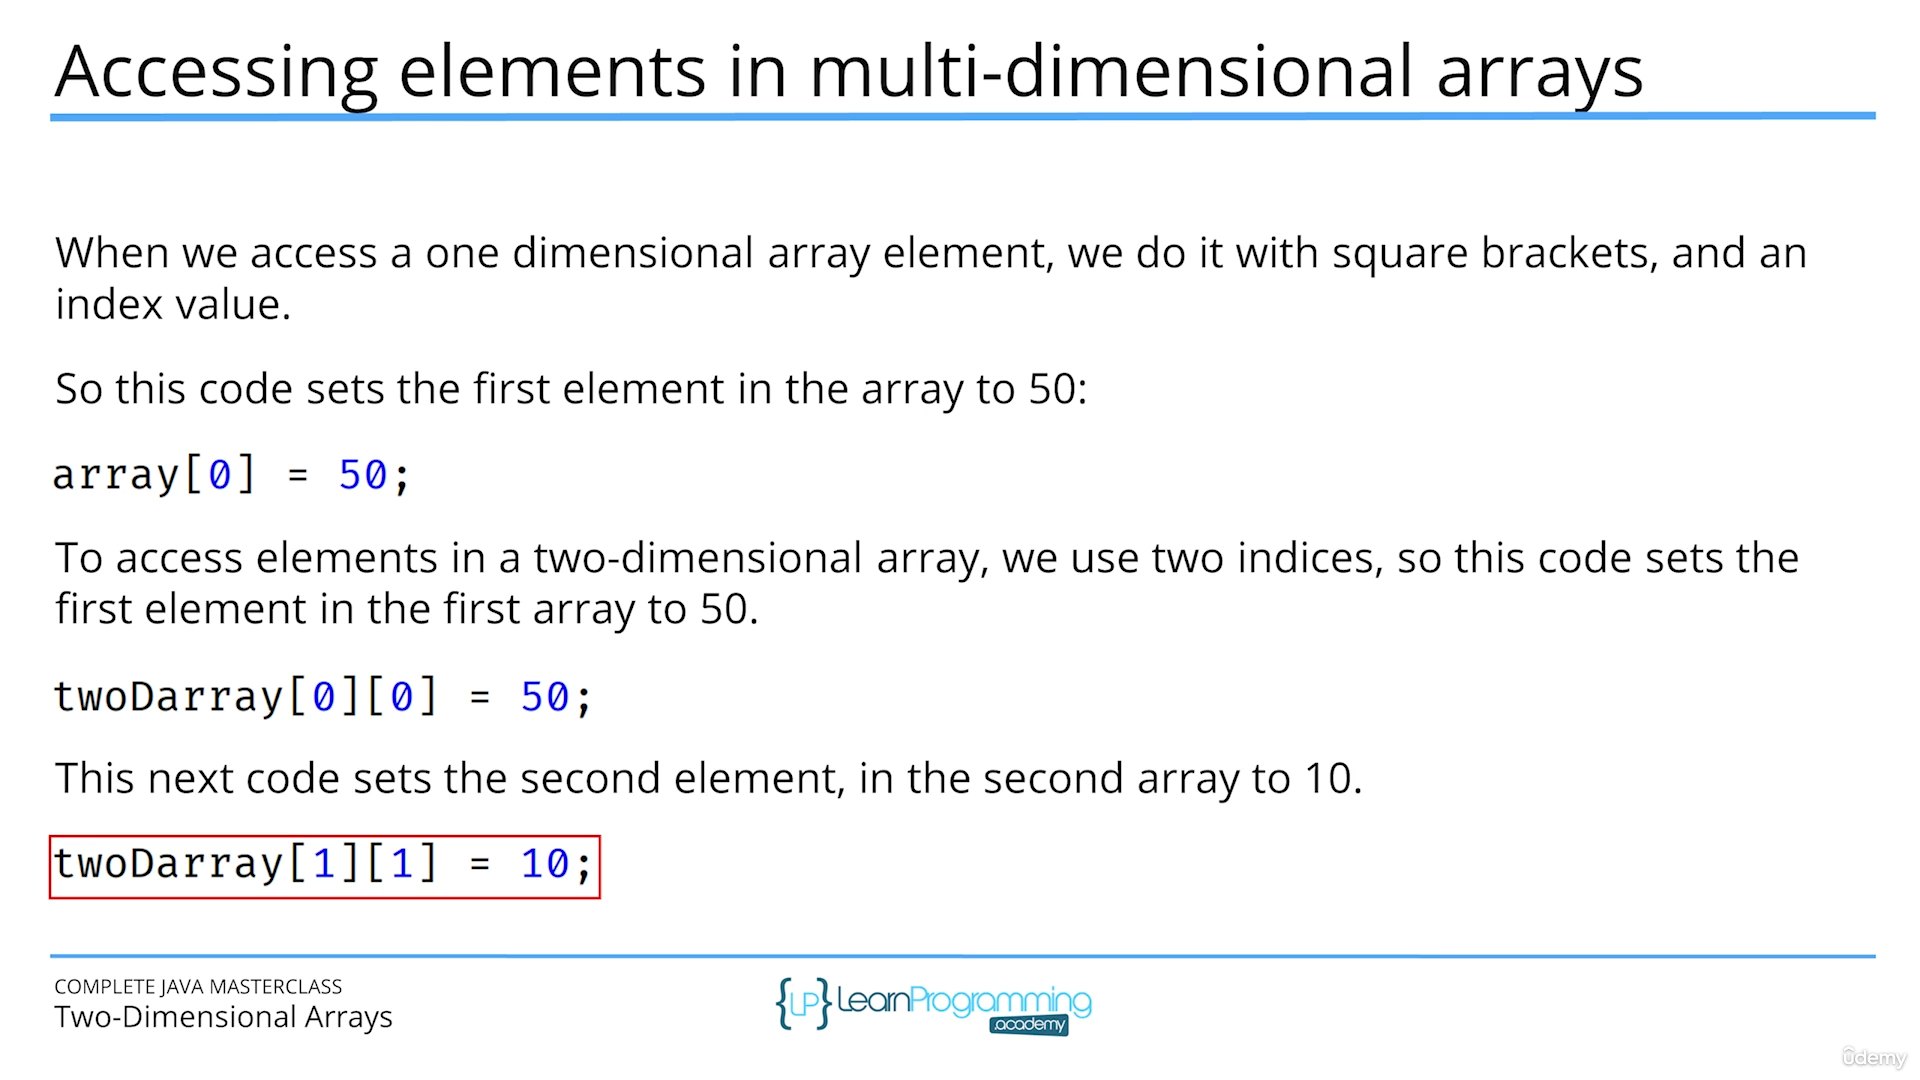 Accessing elements in multi-dimensional arrays
When we access a one dimensional array element, we do it with square brackets, and an
index value.
So this code sets the first element in the array to 50:
array[0] = 50;
To access elements in a two-dimensional array, we use two indices, so this code sets the
first element in the first array to 50.
twoDarray[0][0] = 50;
This next code sets the second element, in the second array to 10.
twoDarray[1][1] = 10;
COMPLETE JAVA MASTERCLASS
Two-Dimensional Arrays
{LP} LearnProgramming
.academy
ûdemy